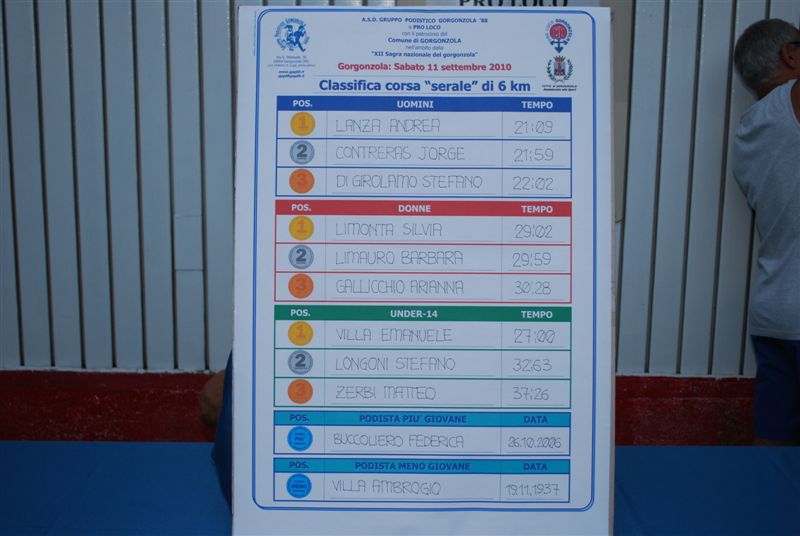 PRO LOCO
A.S.D. GRUPPO PODISTICO GORGONZOLA '88
e PRO LOCO
con il patrocinio del
Comune di GORGONZOLA
nell'ambito della
"XII Sagra nazionale del gorgonzola"
Gorgonzola: Sabato 11 settembre 2010
Classifica corsa "serale" di 6 km
POS. UOMINI TEMPO
1 LANZA ANDREA 21:09
2 CONTRERAS JORGE 21:59
3 DI GIROLAMO STEFANO 22:02
POS. DONNE TEMPO
1 LIMONTA SILVIA 29:02
2 LIMAURO BARBARA 29:59
3 GALLICCHIO ARIANNA 30:28
POS. UNDER-14 TEMPO
1 VILLA EMANUELE 27:00
2 LONGONI STEFANO 32:63
3 ZERBI MATTEO 37:26
POS. PODISTA PIU' GIOVANE DATA
PIU' BUCCOLIERO FEDERICA 26.10.2006
POS. PODISTA MENO GIOVANE DATA
MENO VILLA AMBROGIO 19.11.1937